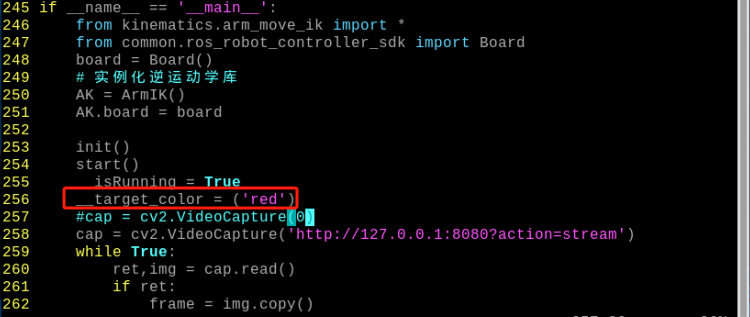 245 if __name__ == '__main__':
246     from kinematics.arm_move_ik import *
247     from common.ros_robot_controller_sdk import Board
248     board = Board()
249     # 实例化逆运动学库
250     AK = ArmIK()
251     AK.board = board
252
253     init()
254     start()
255     __isRunning = True
256     __target_color = ('red')
257     #cap = cv2.VideoCapture(0)
258     cap = cv2.VideoCapture('http://127.0.0.1:8080?action=stream')
259     while True:
260         ret,img = cap.read()
261         if ret:
262             frame = img.copy()